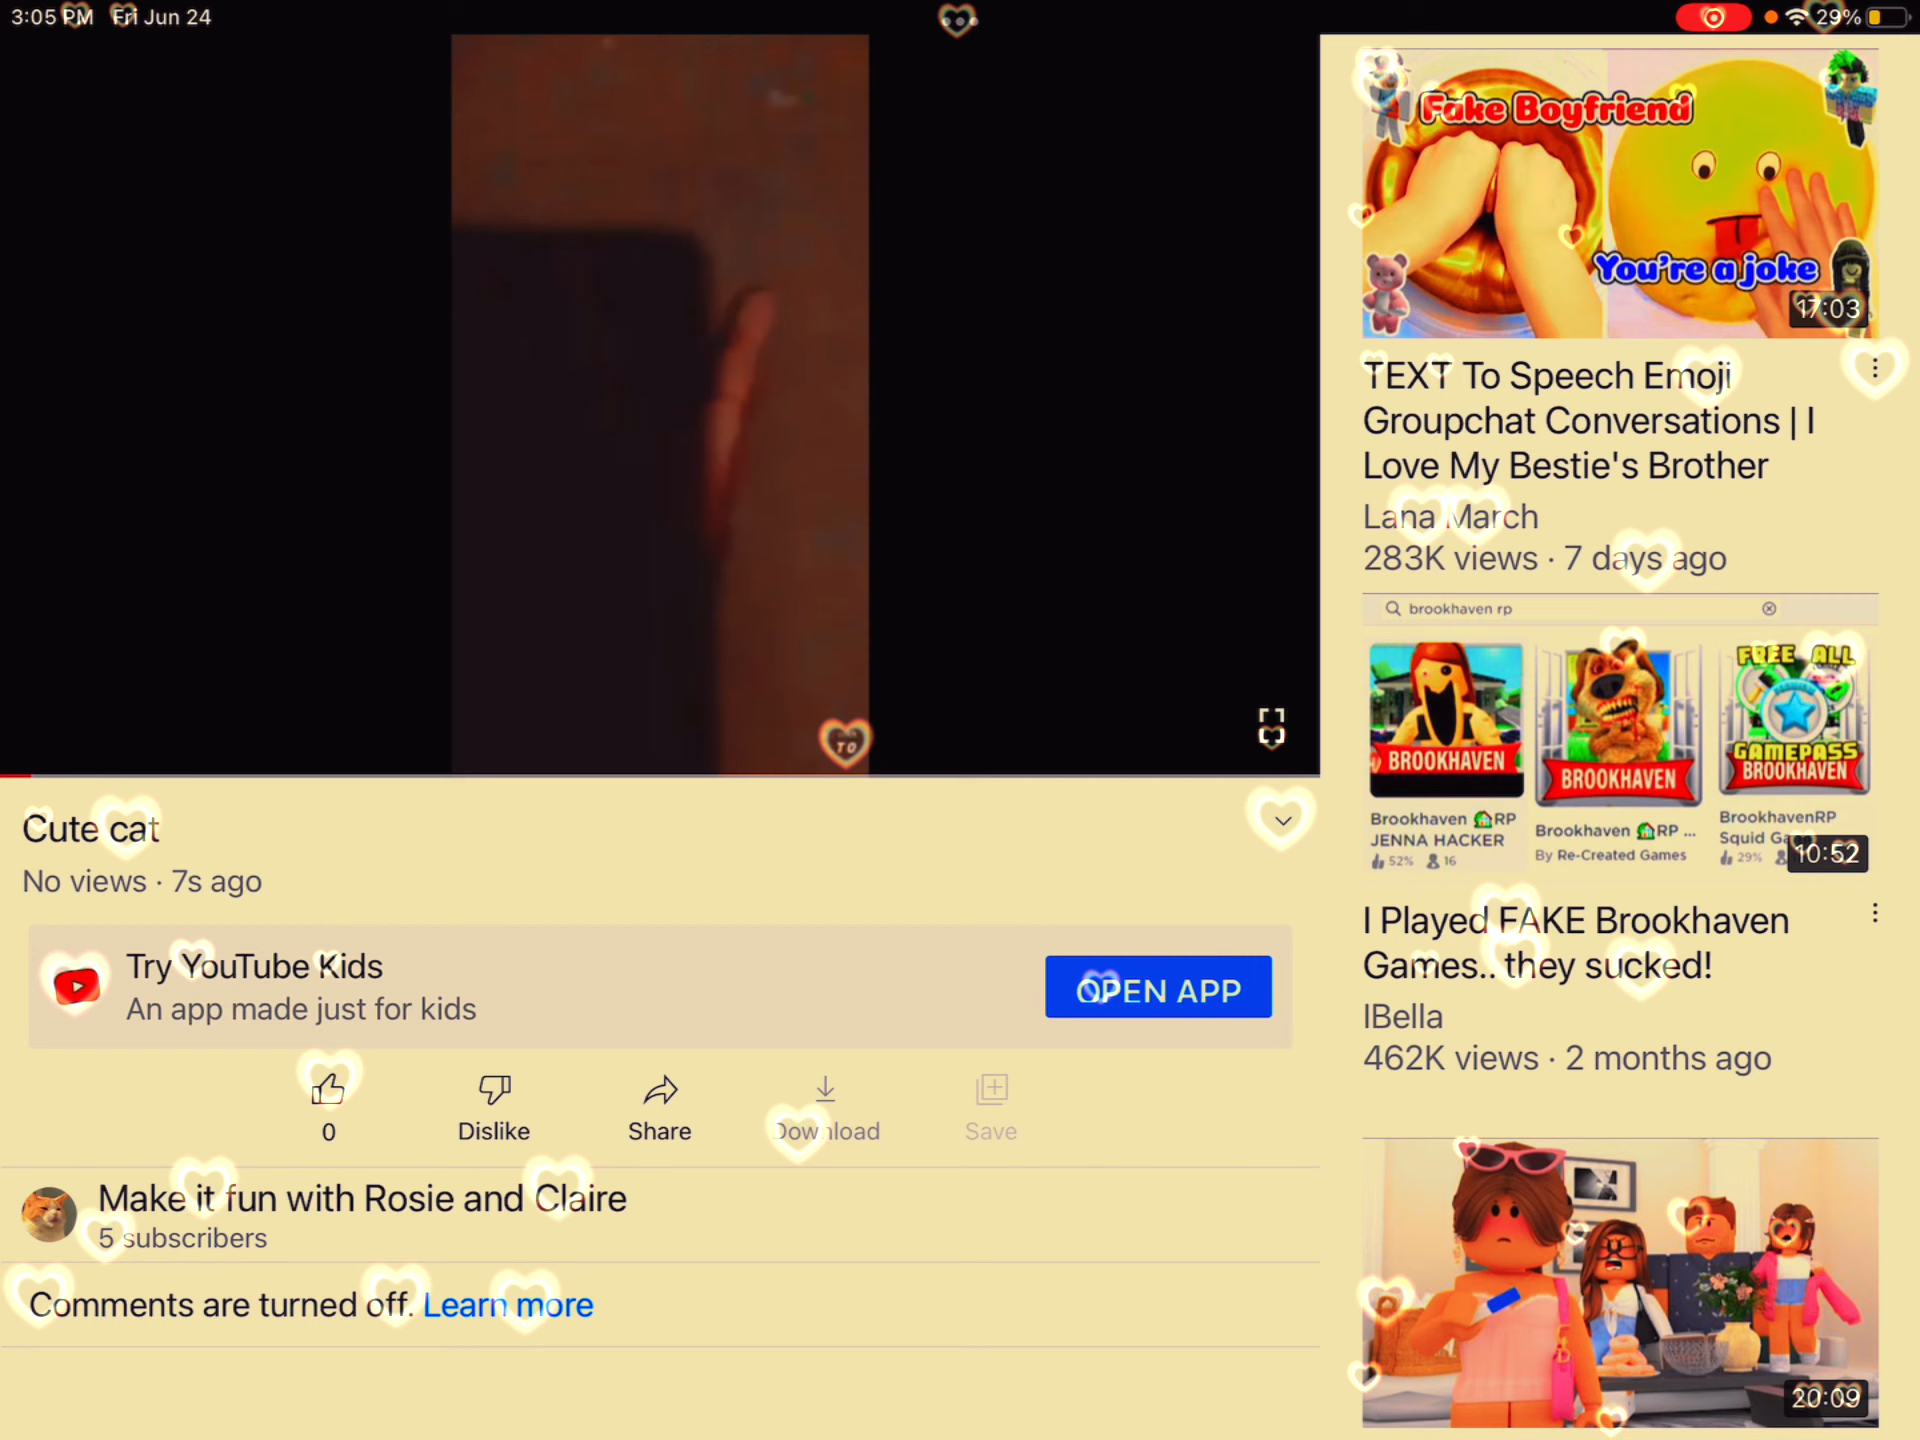 3:05 PM Fri Jun 24
29%
TO
Cute cat
No views · 7s ago
Try YouTube Kids
An app made just for kids
OPEN APP
0
Dislike
Share
Download
Save
Make it fun with Rosie and Claire
5 subscribers
Comments are turned off. Learn more
Fake Boyfriend
You're a joke
17:03
TEXT To Speech Emoji
Groupchat Conversations | I
Love My Bestie's Brother
Lana March
283K views · 7 days ago
brookhaven rp
BROOKHAVEN
BROOKHAVEN
FREE ALL
GAMEPASS
BROOKHAVEN
Brookhaven 🏠RP
JENNA HACKER
52% 16
Brookhaven 🏠RP ...
By Re-Created Games
BrookhavenRP
Squid
29%
10:52
I Played FAKE Brookhaven
Games.. they sucked!
IBella
462K views · 2 months ago
20:09